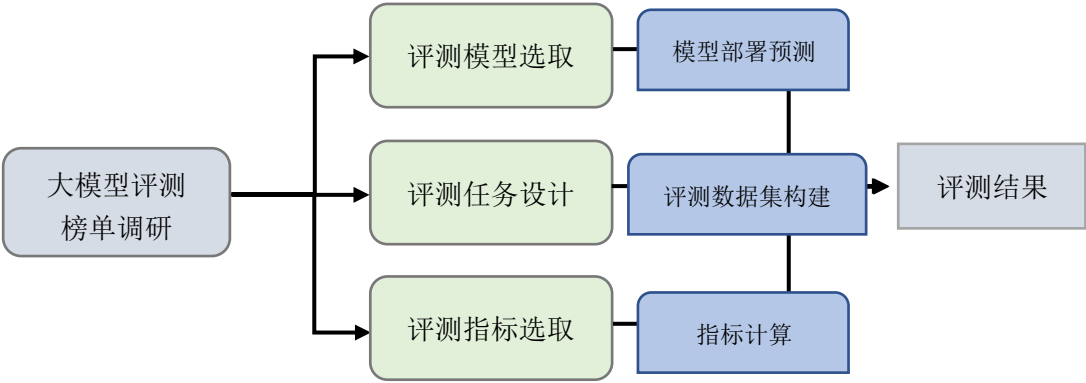 大模型评测
榜单调研
评测模型选取
模型部署预测
评测任务设计
评测数据集构建
评测结果
评测指标选取
指标计算